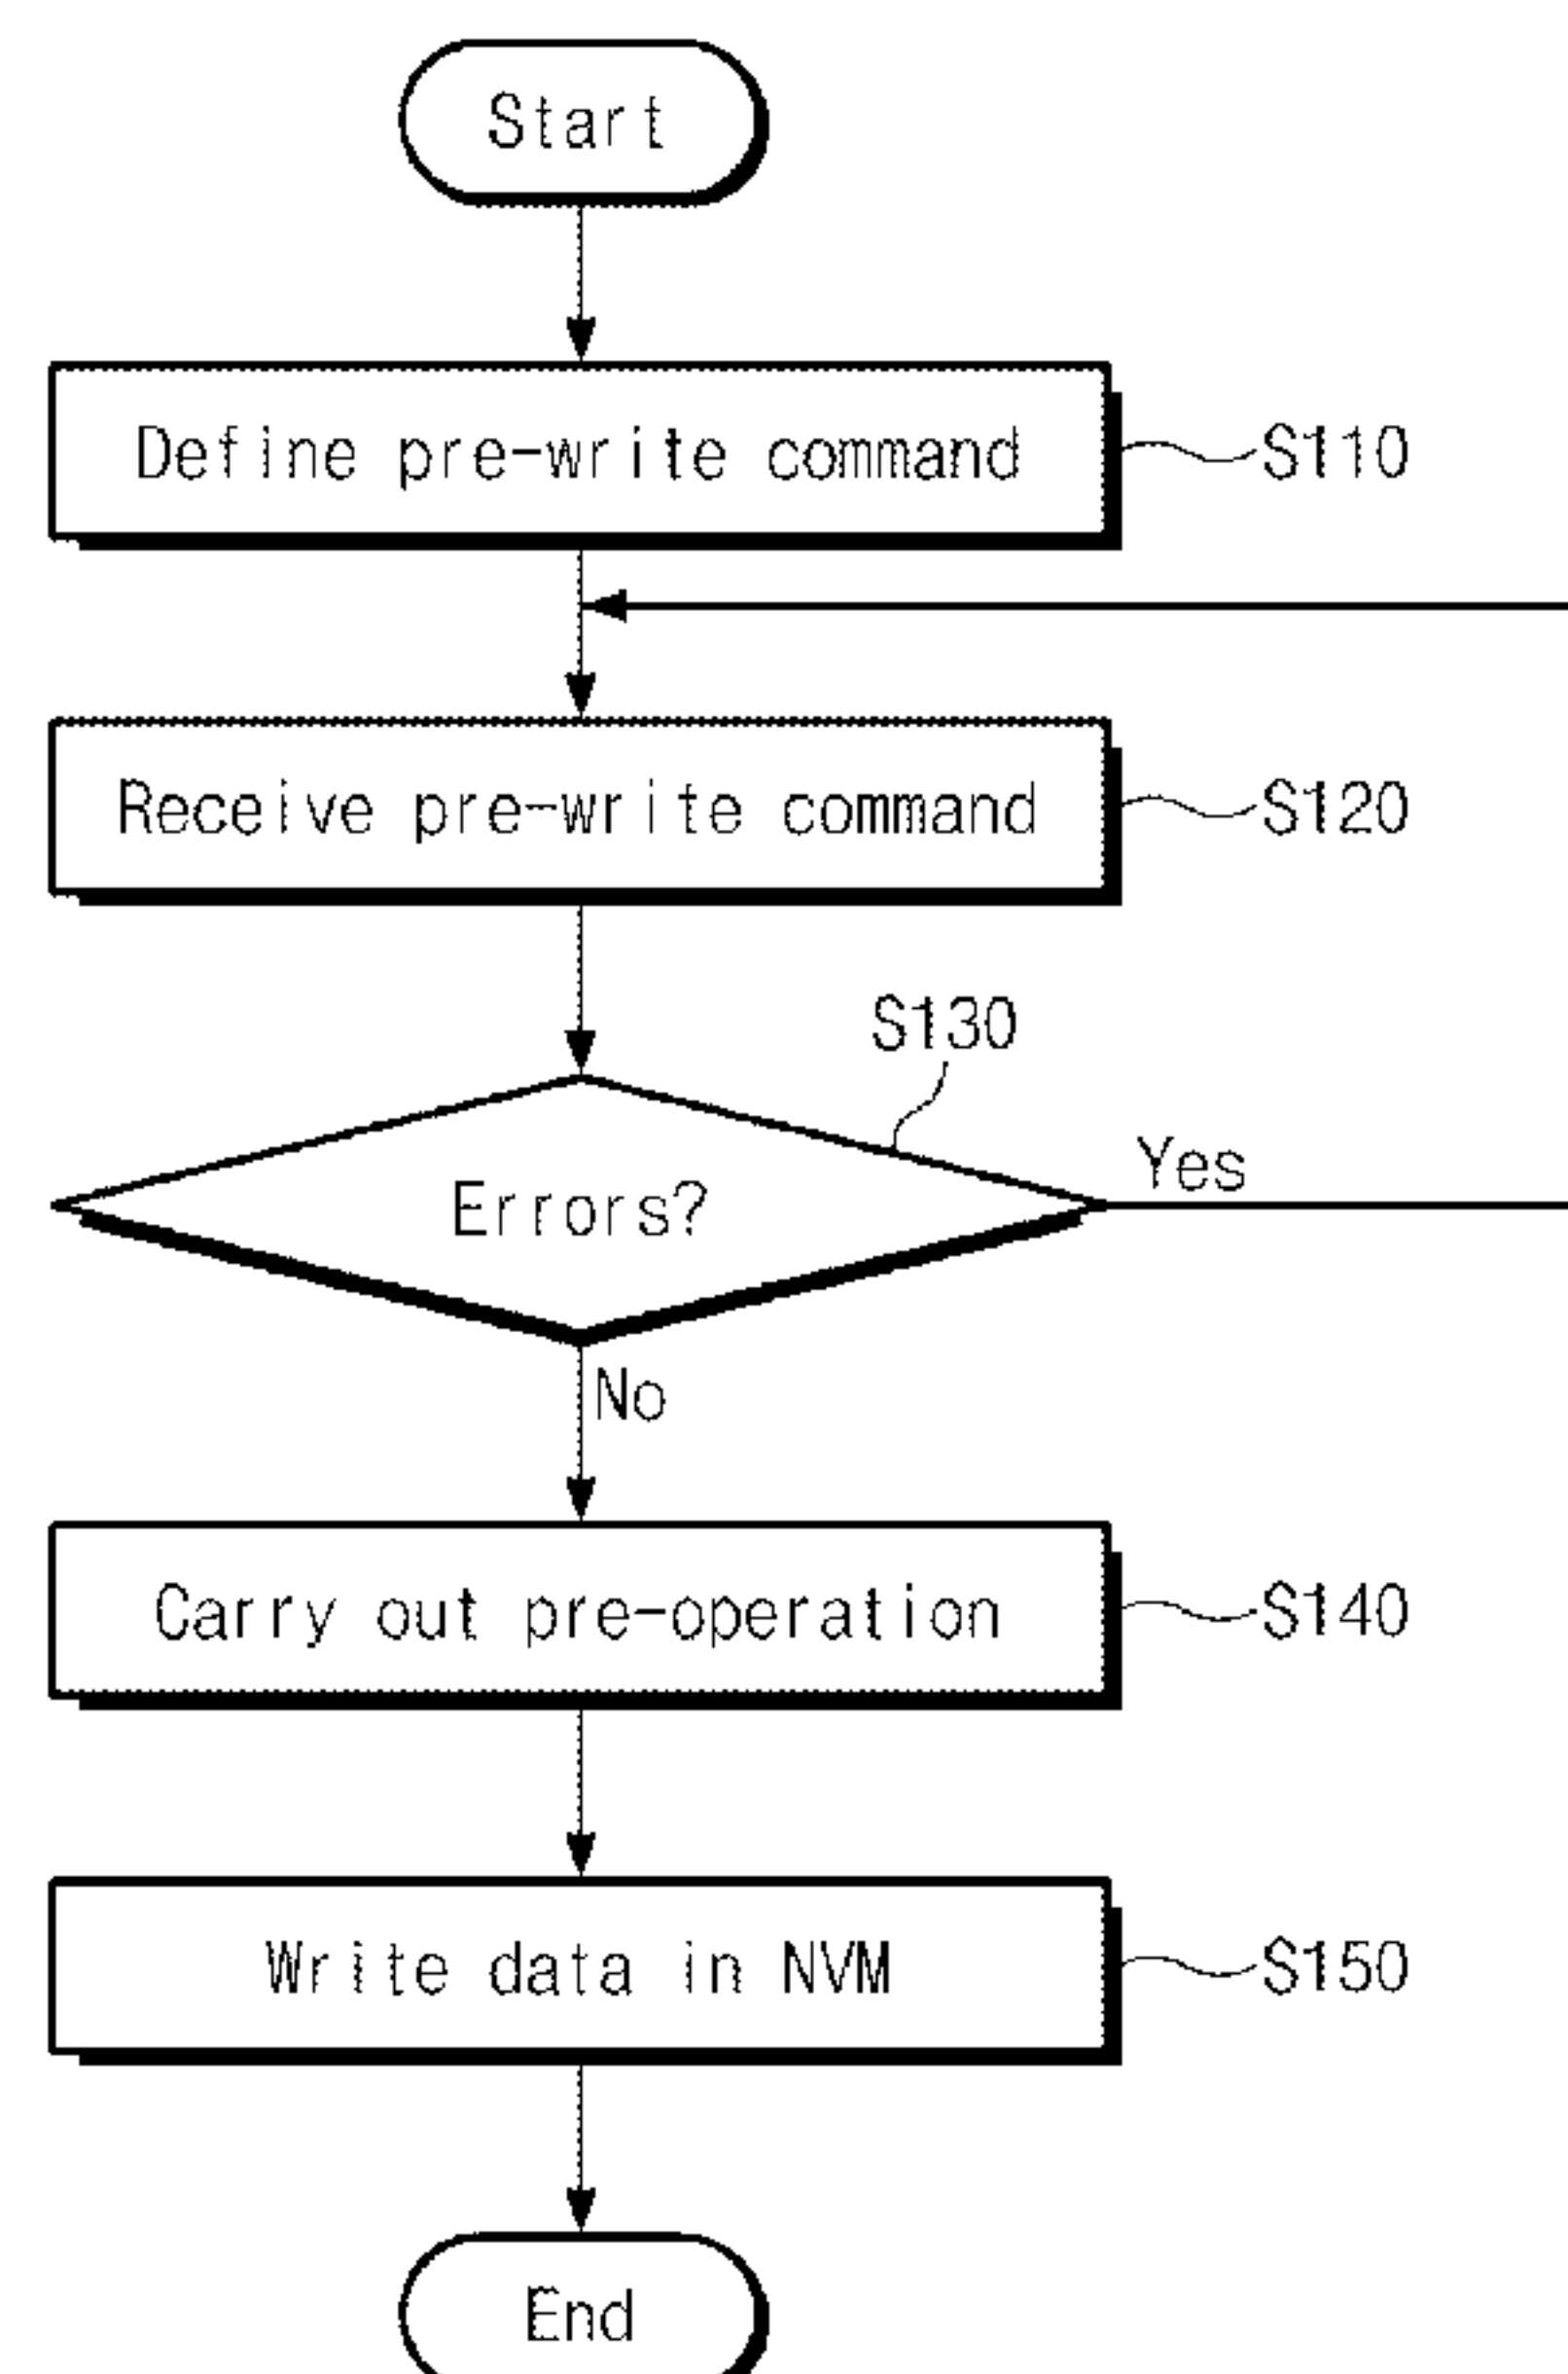 Start
Define pre-write command
S110
Receive pre-write command
S120
S130
Errors?
Yes
No
Carry out pre-operation
S140
Write data in NVM
S150
End